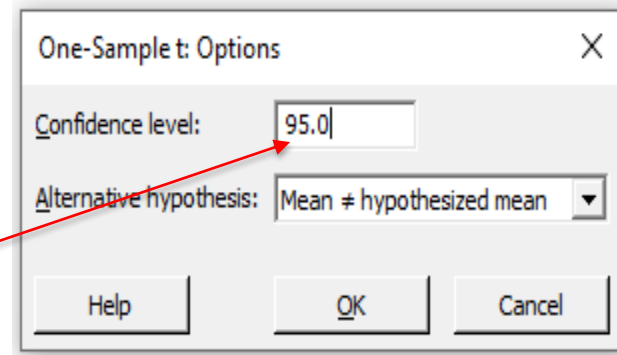 One-Sample t: Options
Confidence level: 95.0
Alternative hypothesis: Mean ≠ hypothesized mean
Help OK Cancel